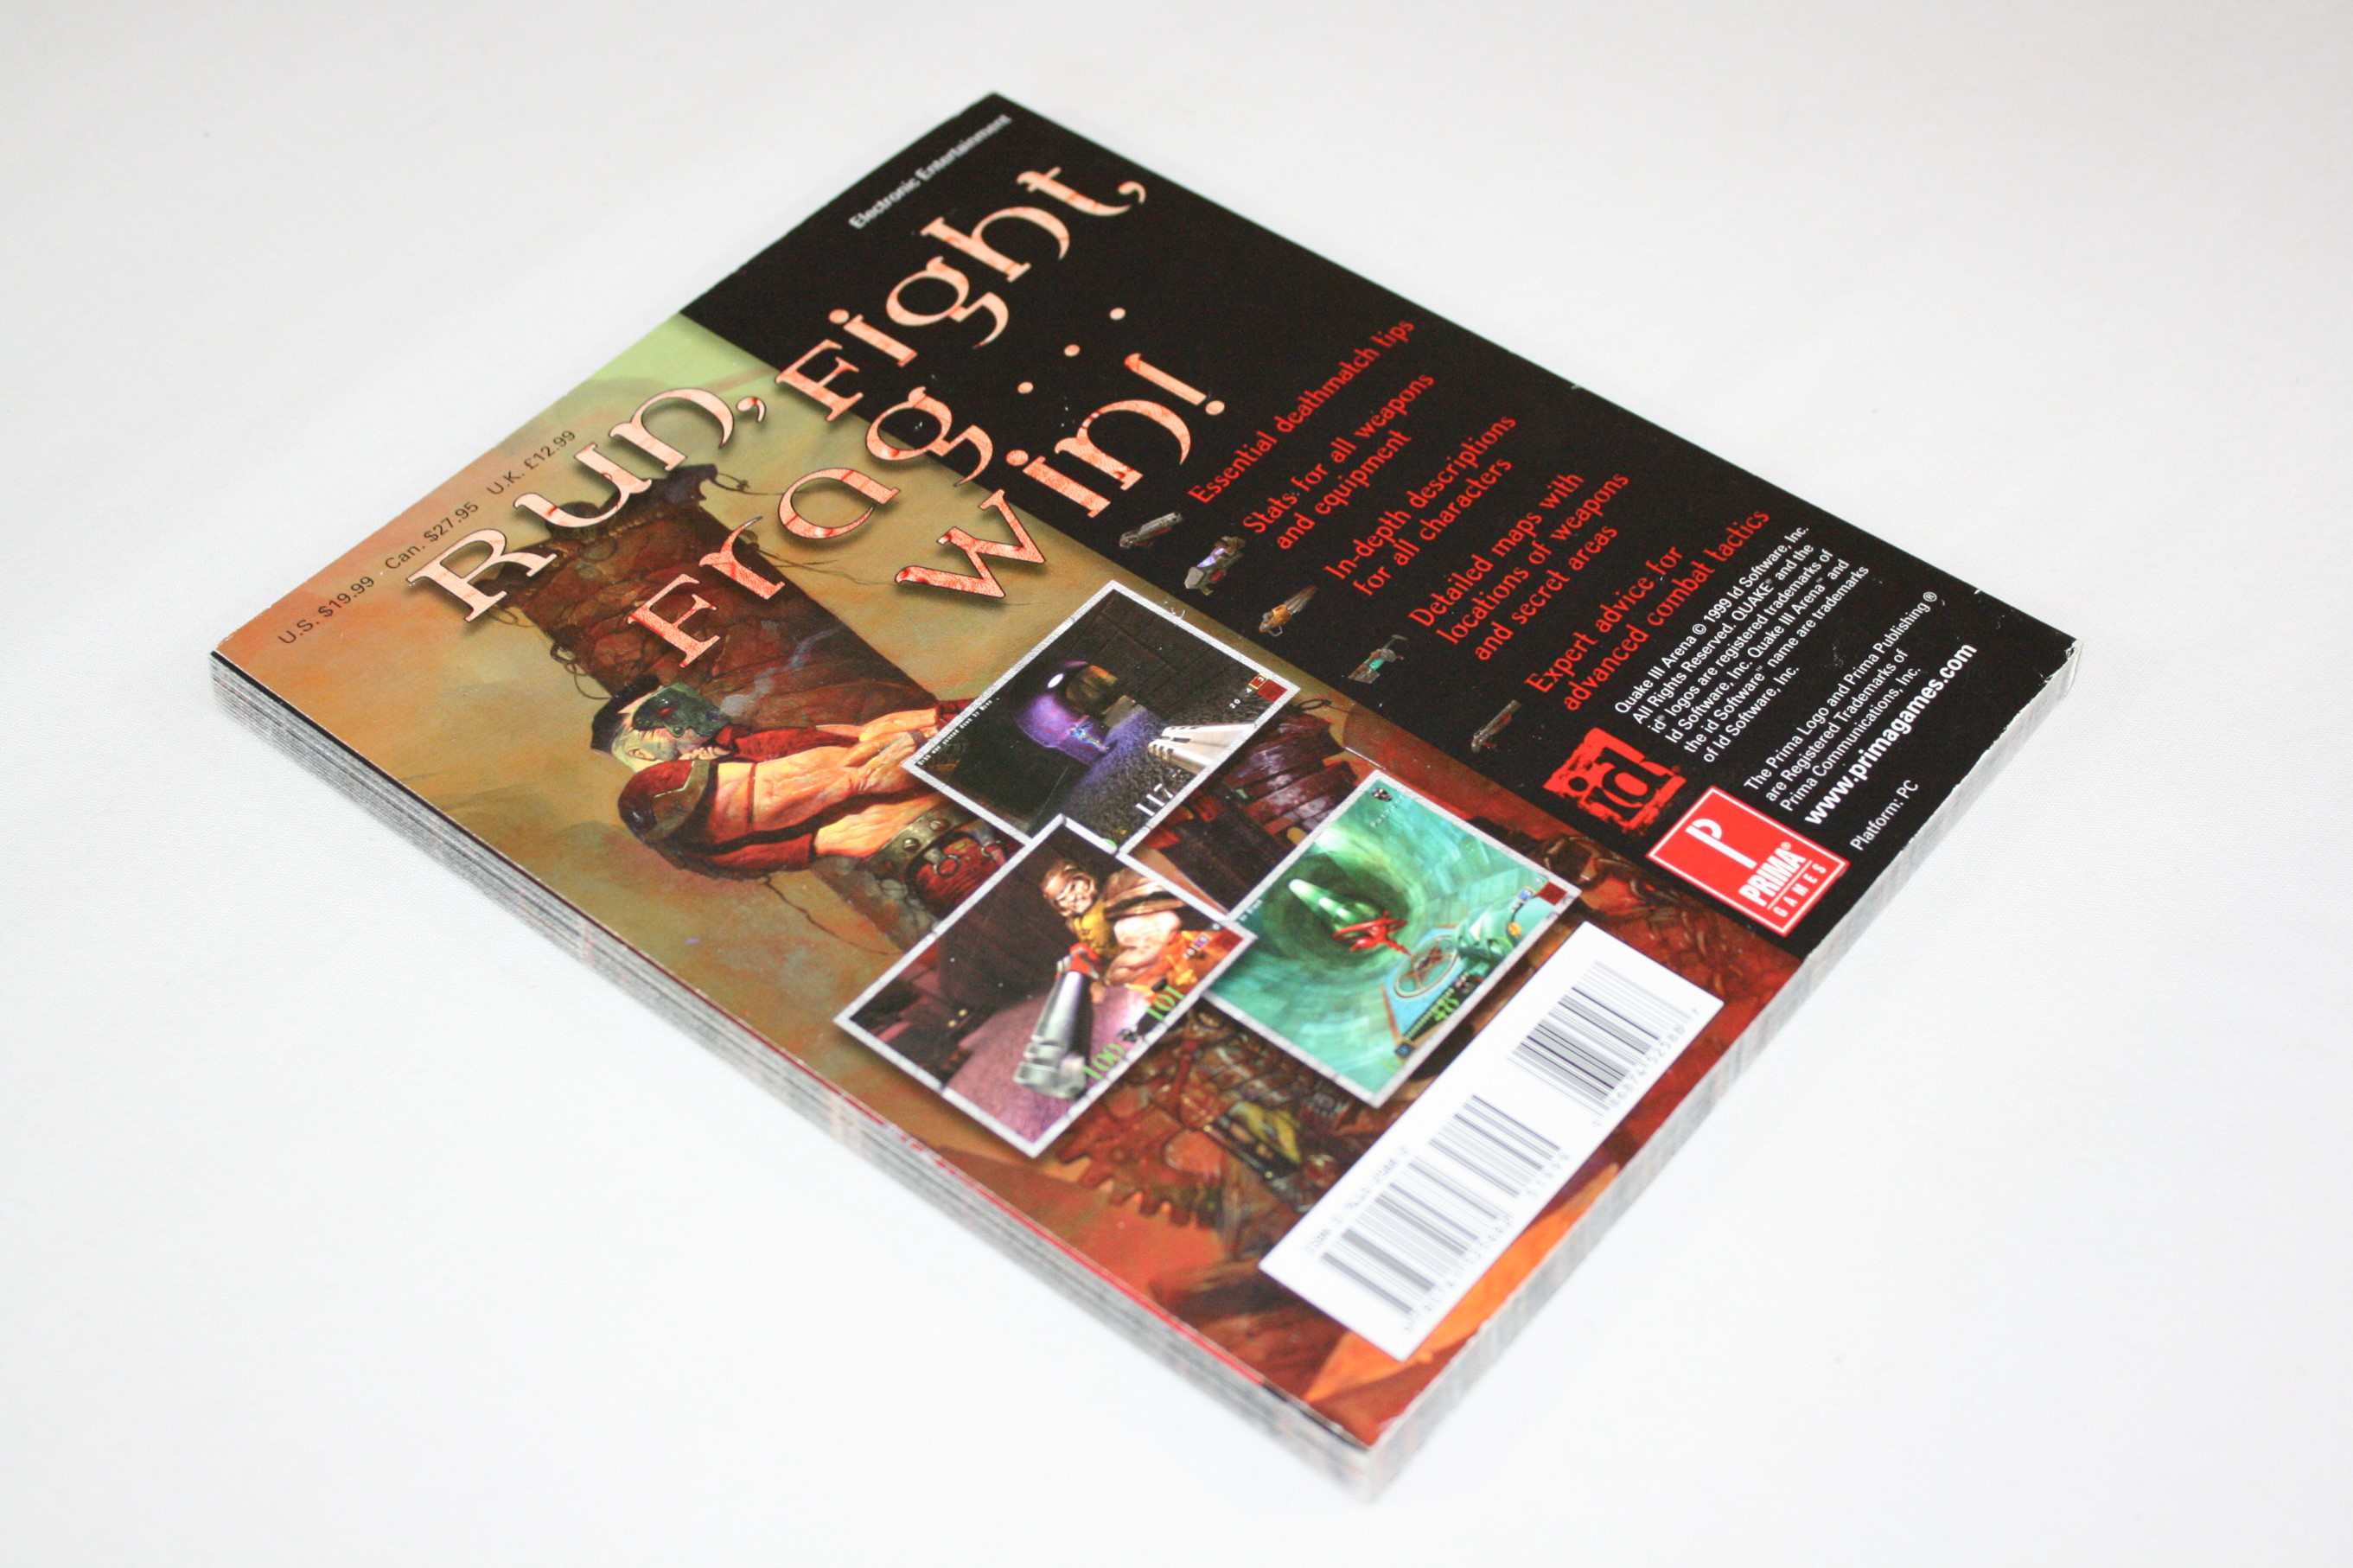 Electronic Entertainment
U.S. $19.99 Can. $27.95 U.K. £12.99
Run, Fight,
Frag...
win!
Essential deathmatch tips
Stats for all weapons
and equipment
In-depth descriptions
for all characters
Detailed maps with
locations of weapons
and secret areas
Expert advice for
advanced combat tactics
id
Quake III Arena © 1999 Id Software, Inc.
All Rights Reserved. QUAKE® and the
id® logos are registered trademarks of
Id Software, Inc. Quake III Arena™ and
the id Software™ name are trademarks
of Id Software, Inc.
P
PRIMA®
GAMES
The Prima Logo and Prima Publishing ®
are Registered Trademarks of
Prima Communications, Inc.
www.primagames.com
Platform: PC
117
100
101